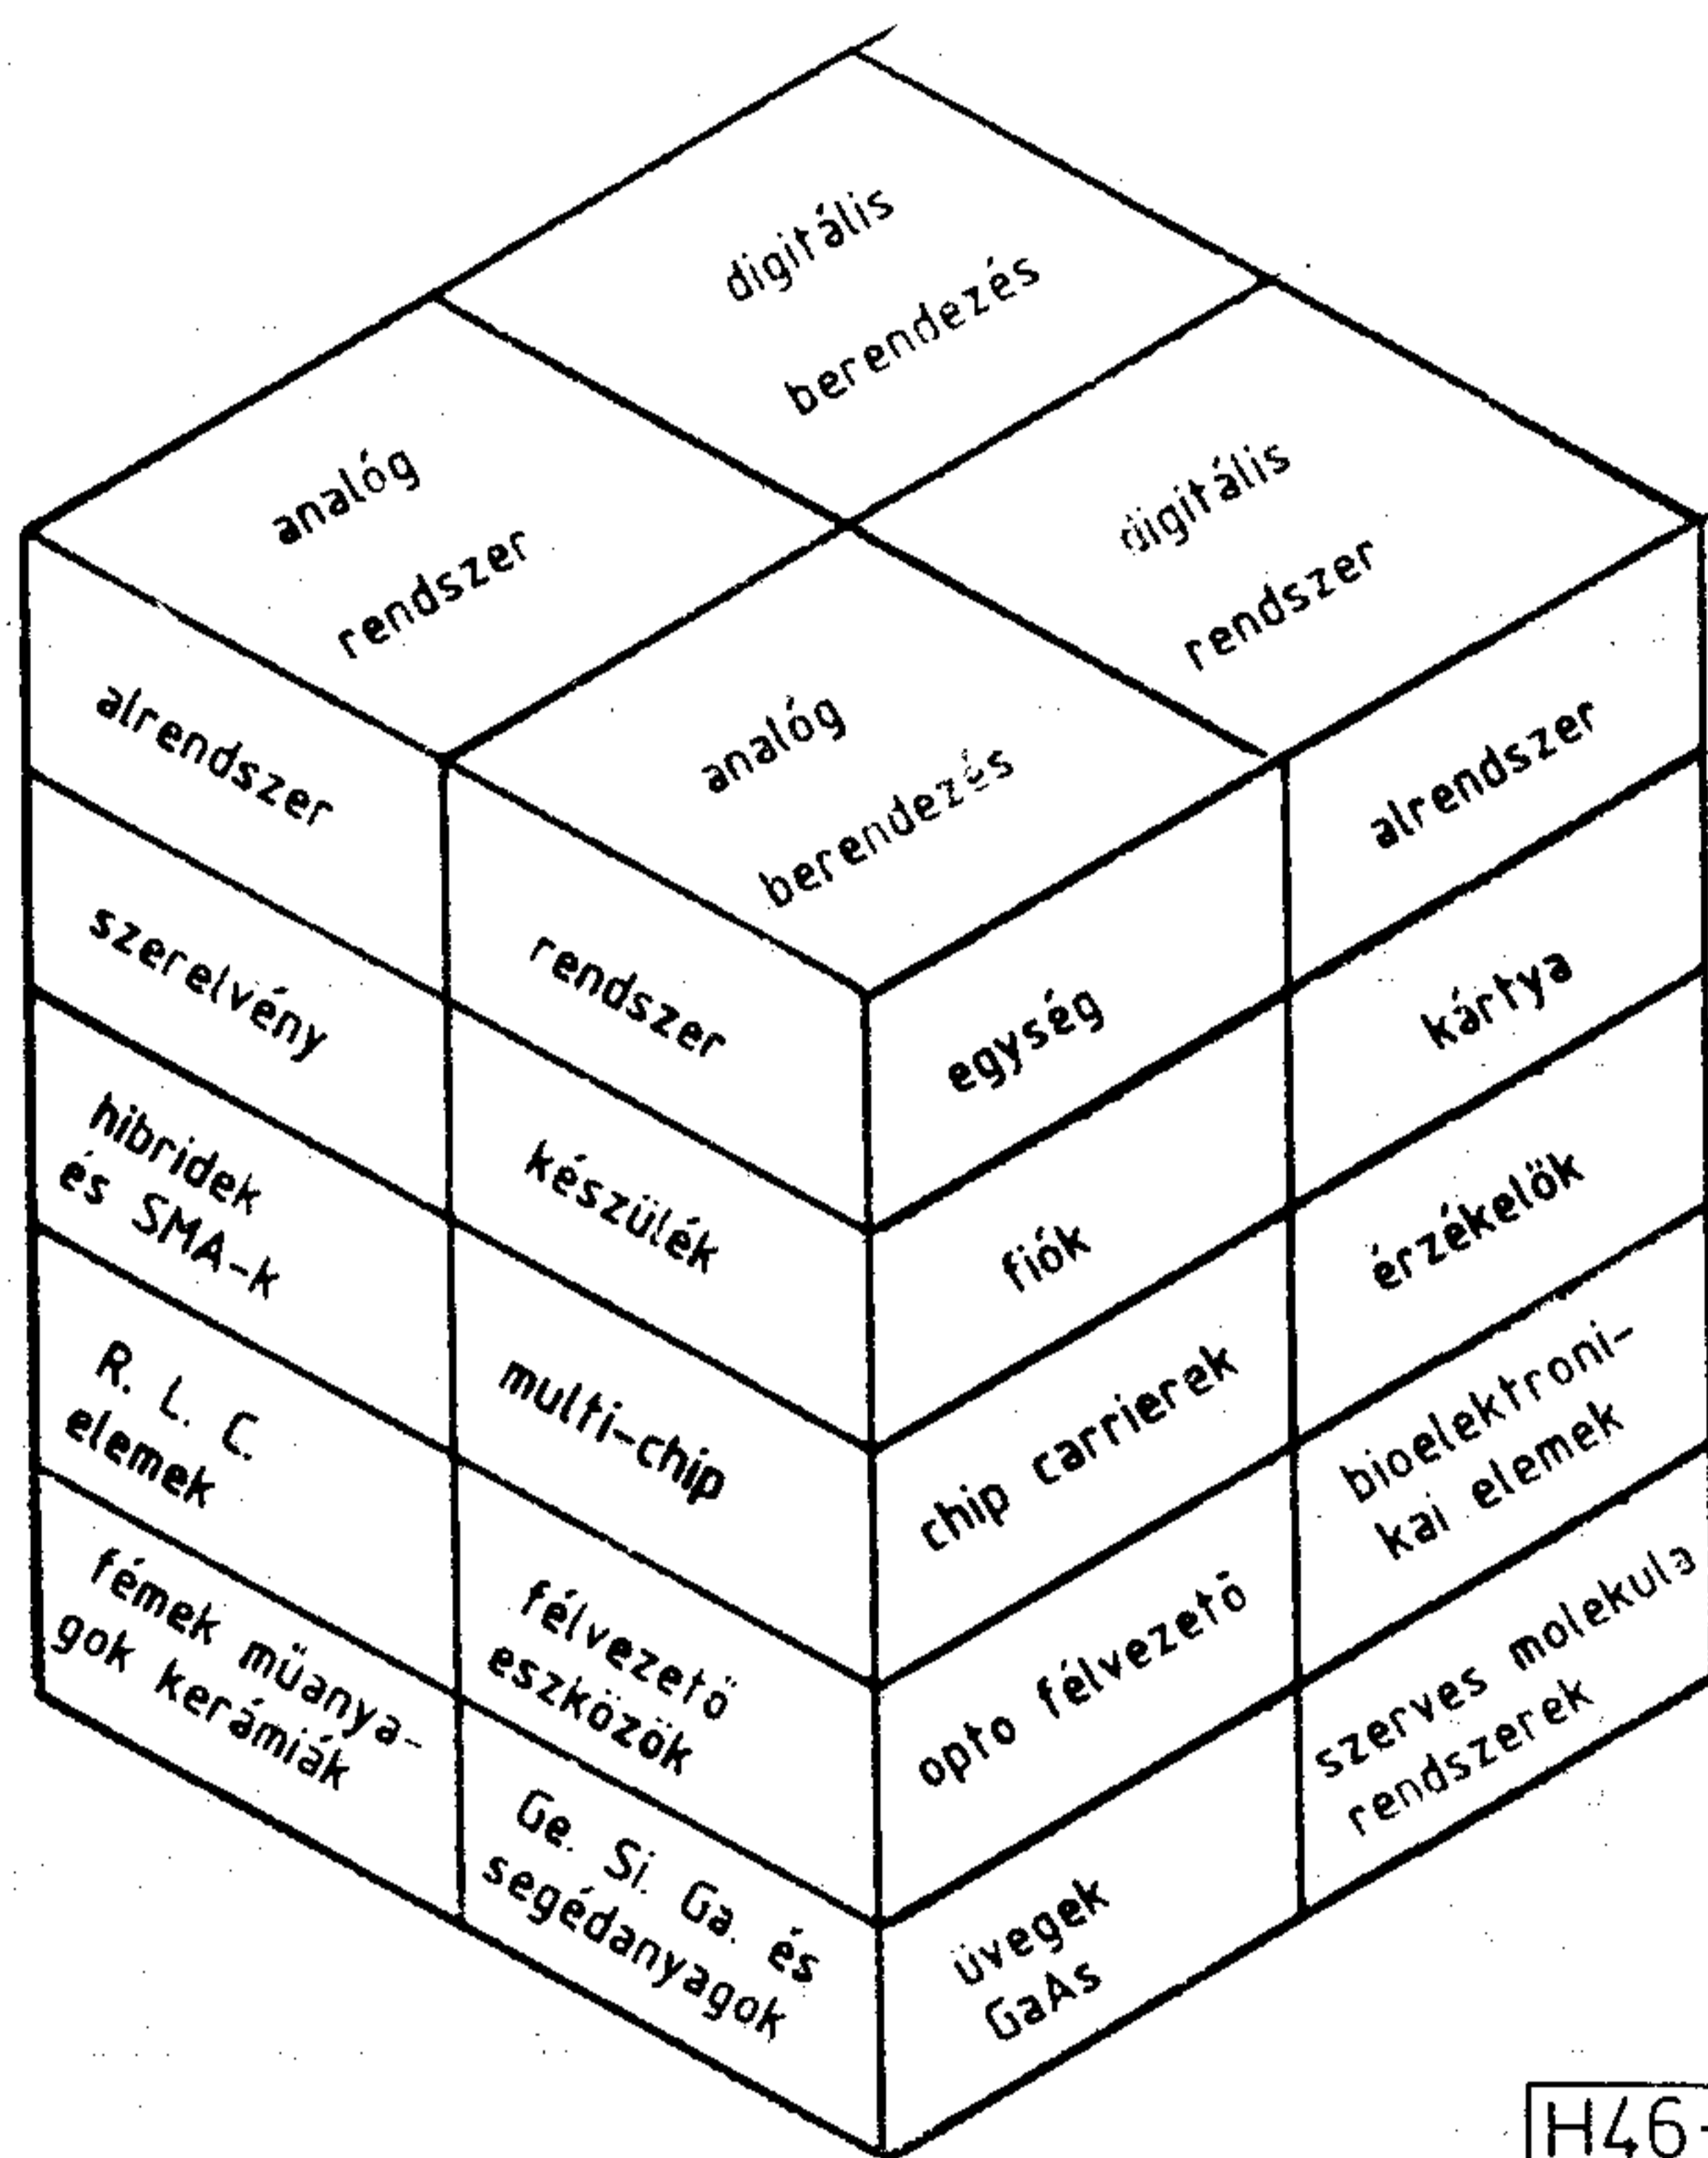 digitális
berendezés
analóg
rendszer
digitális
rendszer
analóg
berendezés
alrendszer
rendszer
egység
alrendszer
szerelvény
készülék
fiók
kártya
hibridek
és SMA-k
multi-chip
chip carrierek
érzékelők
R. L. C.
elemek
félvezető
eszközök
opto félvezető
bioelektroni-
kai elemek
fémek műanya-
gok kerámiák
Ge. Si. Ga. és
segédanyagok
üvegek
GaAs
szerves molekula
rendszerek
H46-